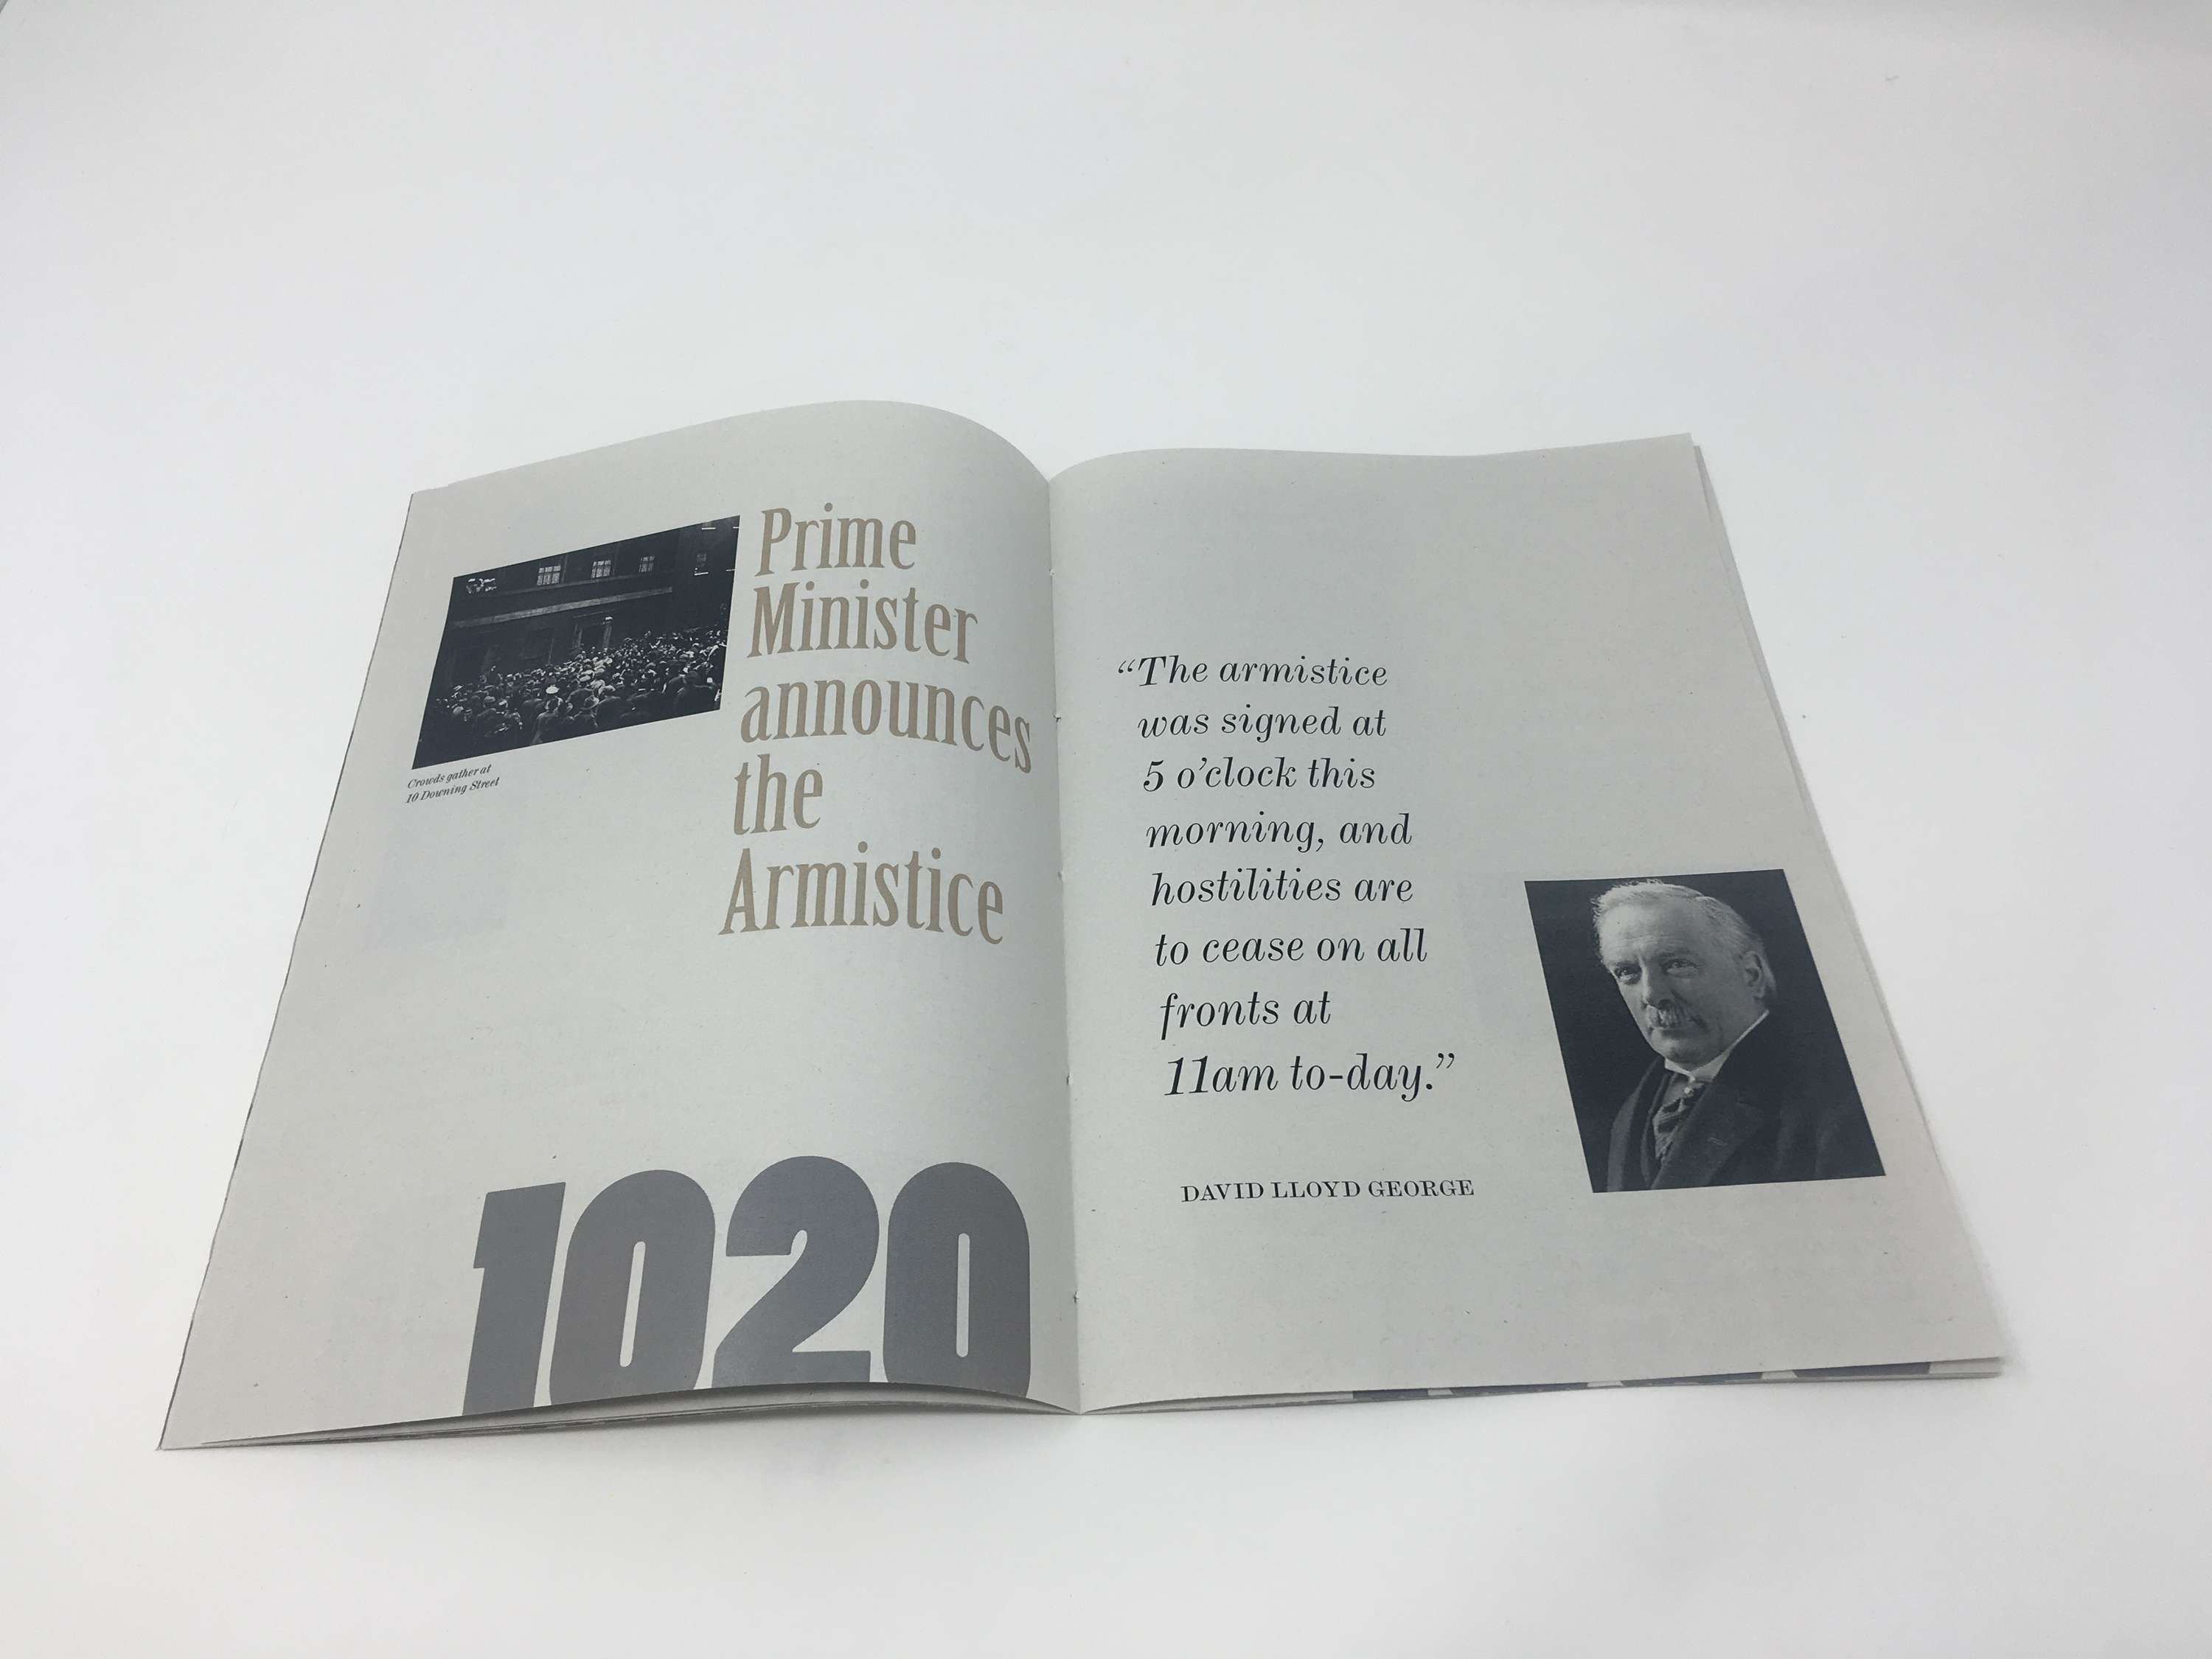 Prime
Minister
announces
the
Armistice
Crowds gather at
10 Downing Street
1020
“The armistice
was signed at
5 o’clock this
morning, and
hostilities are
to cease on all
fronts at
11am to-day.”
DAVID LLOYD GEORGE